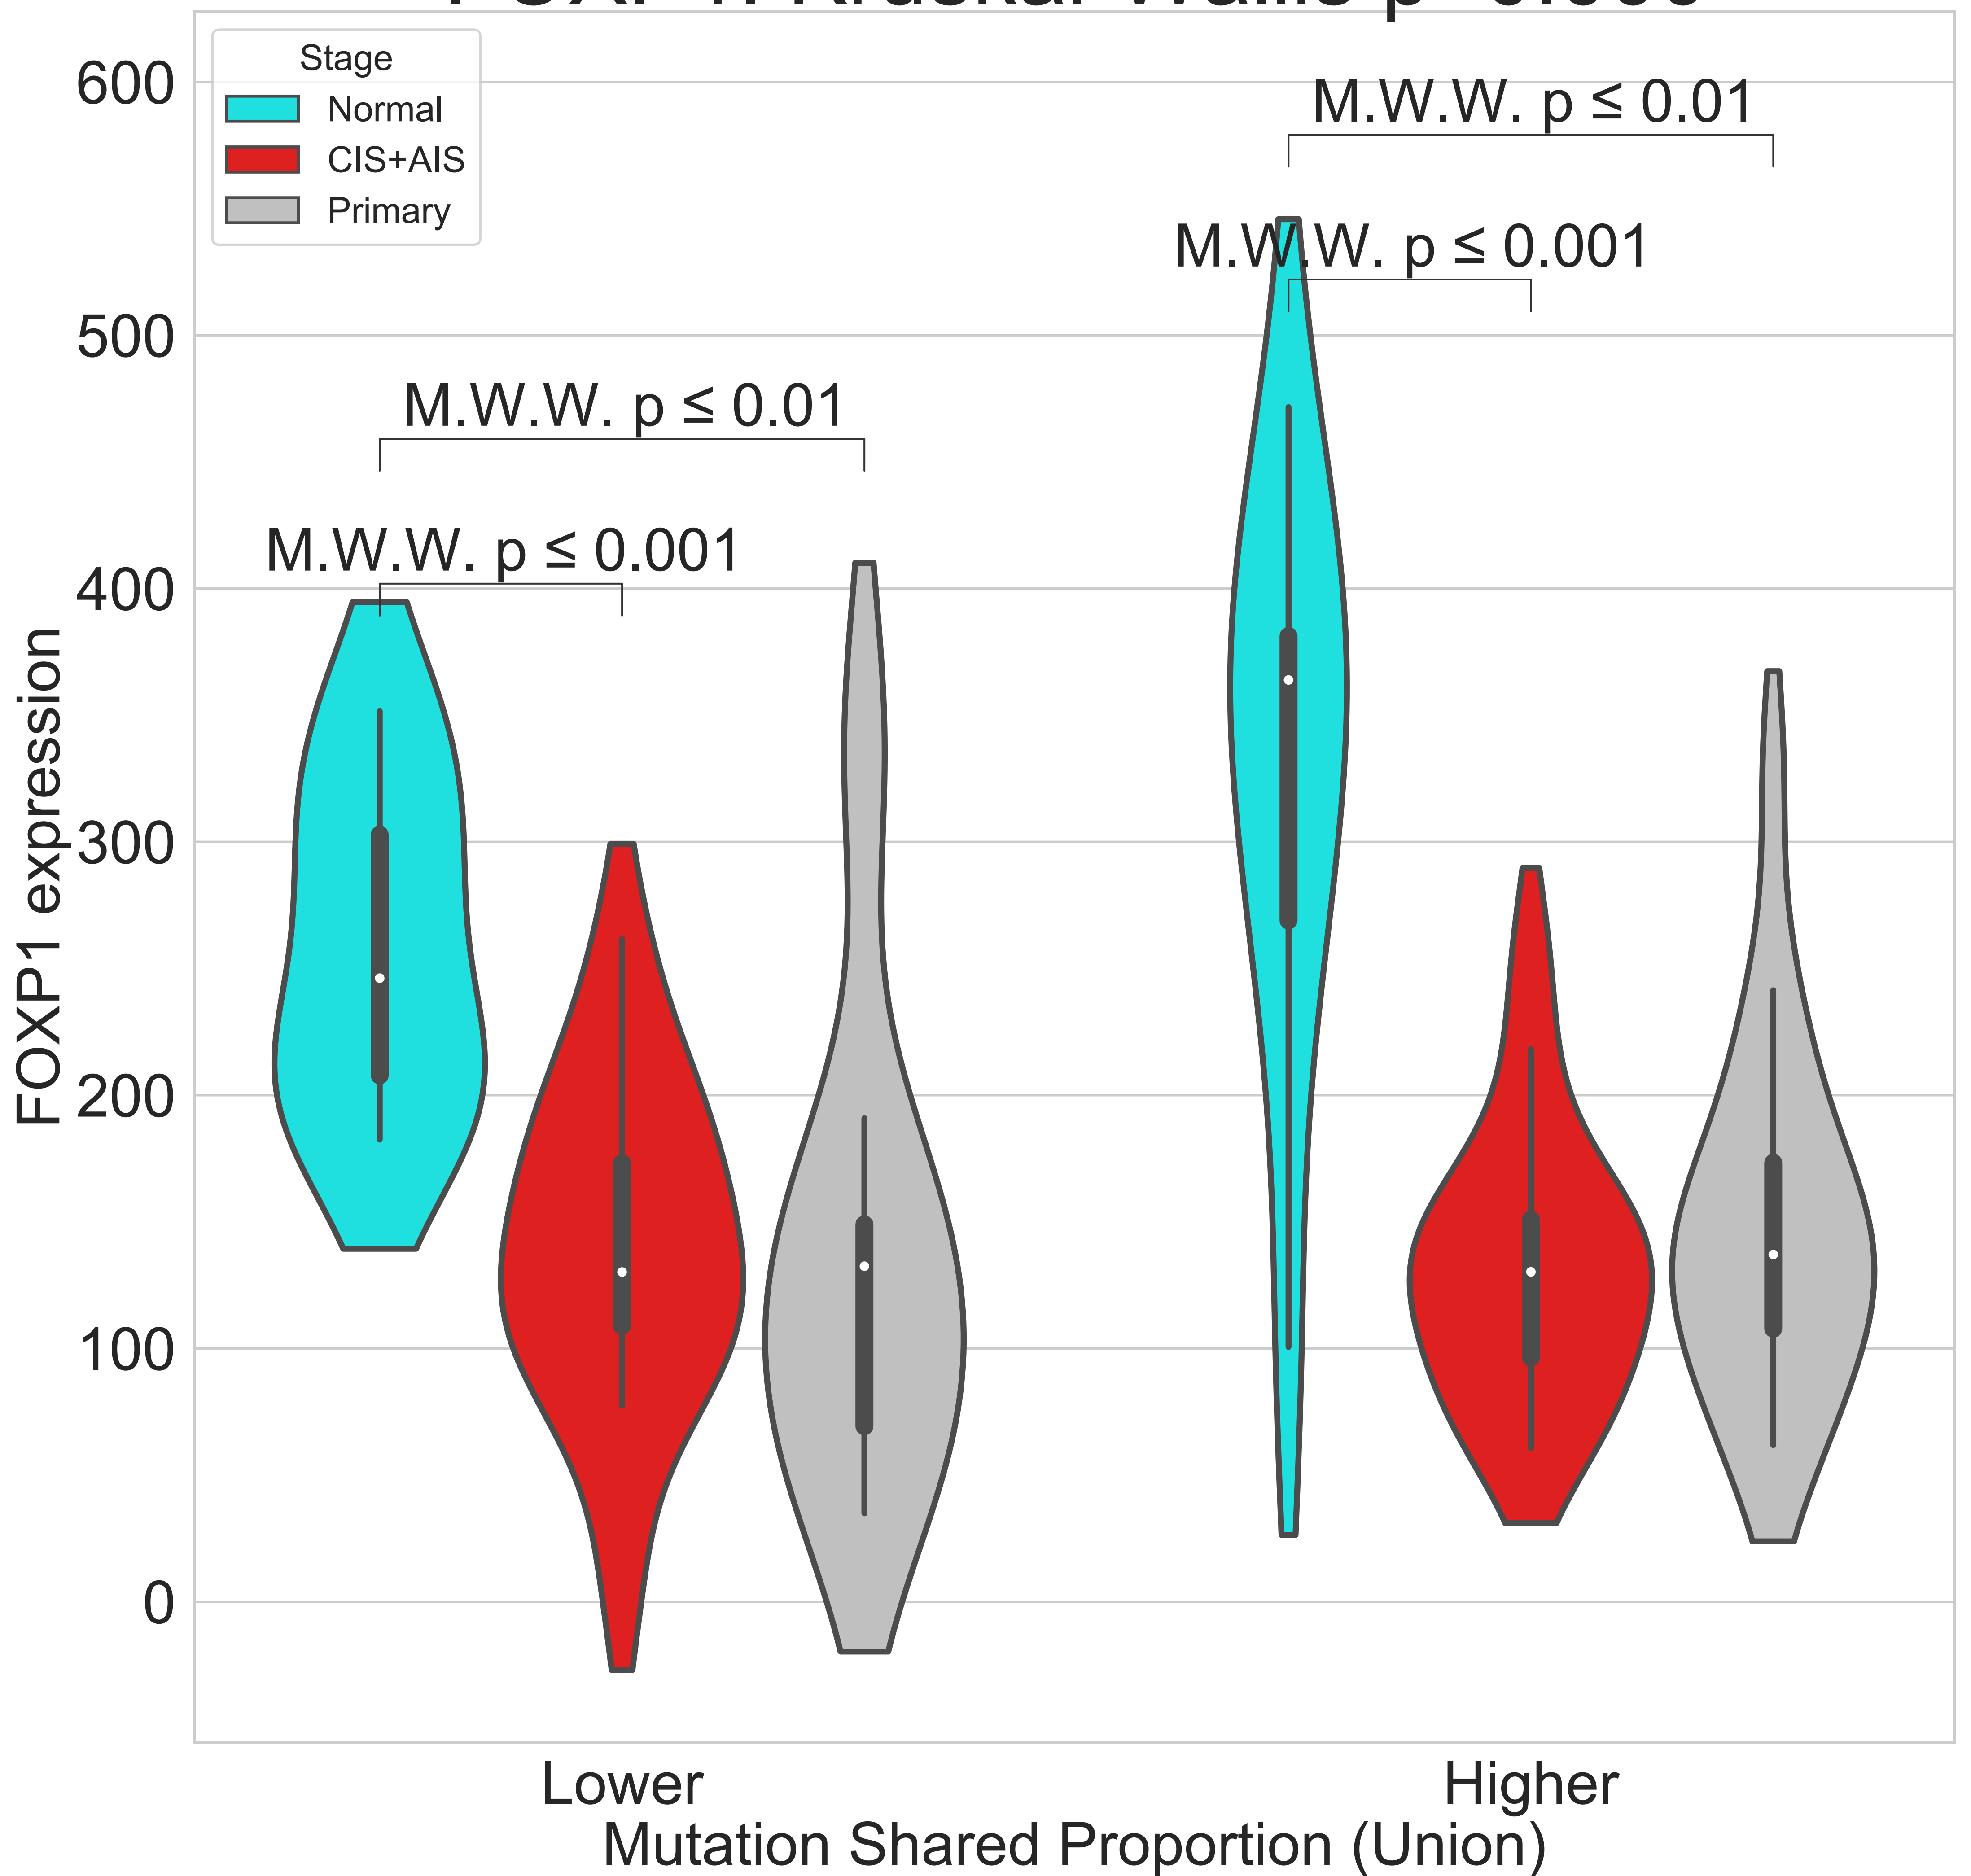 Stage
Normal
CIS+AIS
Primary
M.W.W. p ≤ 0.01
M.W.W. p ≤ 0.001
M.W.W. p ≤ 0.01
M.W.W. p ≤ 0.001
600
500
400
300
200
100
0
FOXP1 expression
Lower
Higher
Mutation Shared Proportion (Union)